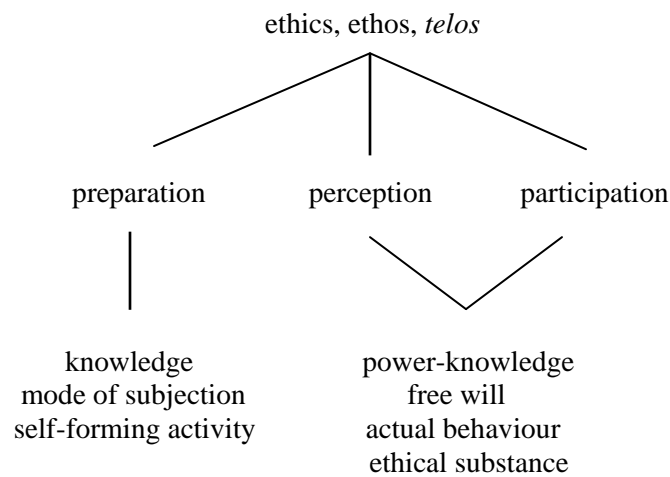 ethics, ethos, telos
preparation perception participation
knowledge
mode of subjection
self-forming activity
power-knowledge
free will
actual behaviour
ethical substance